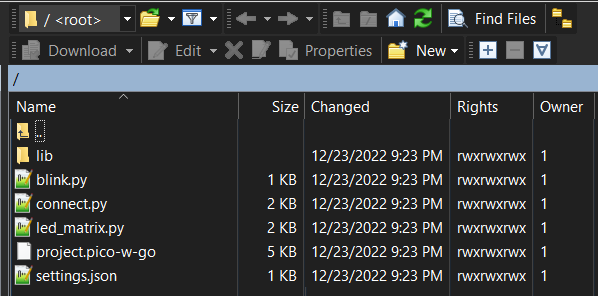 / <root> Find Files
Download Edit Properties New
/
Name Size Changed Rights Owner
..
lib 12/23/2022 9:23 PM rwxrwxrwx 1
blink.py 1 KB 12/23/2022 9:23 PM rwxrwxrwx 1
connect.py 2 KB 12/23/2022 9:23 PM rwxrwxrwx 1
led_matrix.py 2 KB 12/23/2022 9:23 PM rwxrwxrwx 1
project.pico-w-go 5 KB 12/23/2022 9:23 PM rwxrwxrwx 1
settings.json 1 KB 12/23/2022 9:23 PM rwxrwxrwx 1